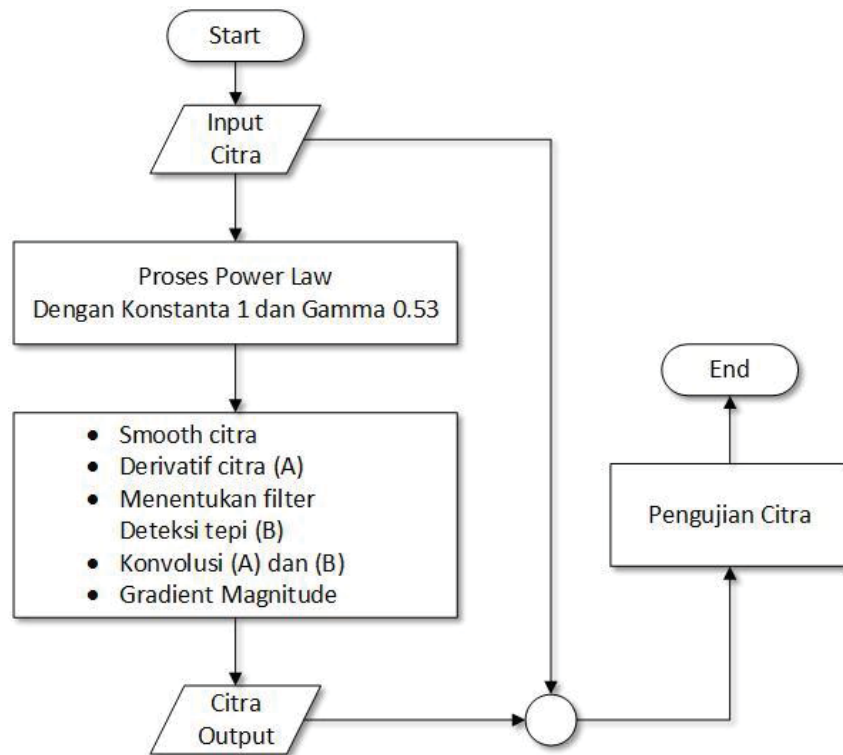 Start
Input
Citra
Proses Power Law
Dengan Konstanta 1 dan Gamma 0.53
• Smooth citra
• Derivatif citra (A)
• Menentukan filter
Deteksi tepi (B)
• Konvolusi (A) dan (B)
• Gradient Magnitude
Citra
Output
End
Pengujian Citra